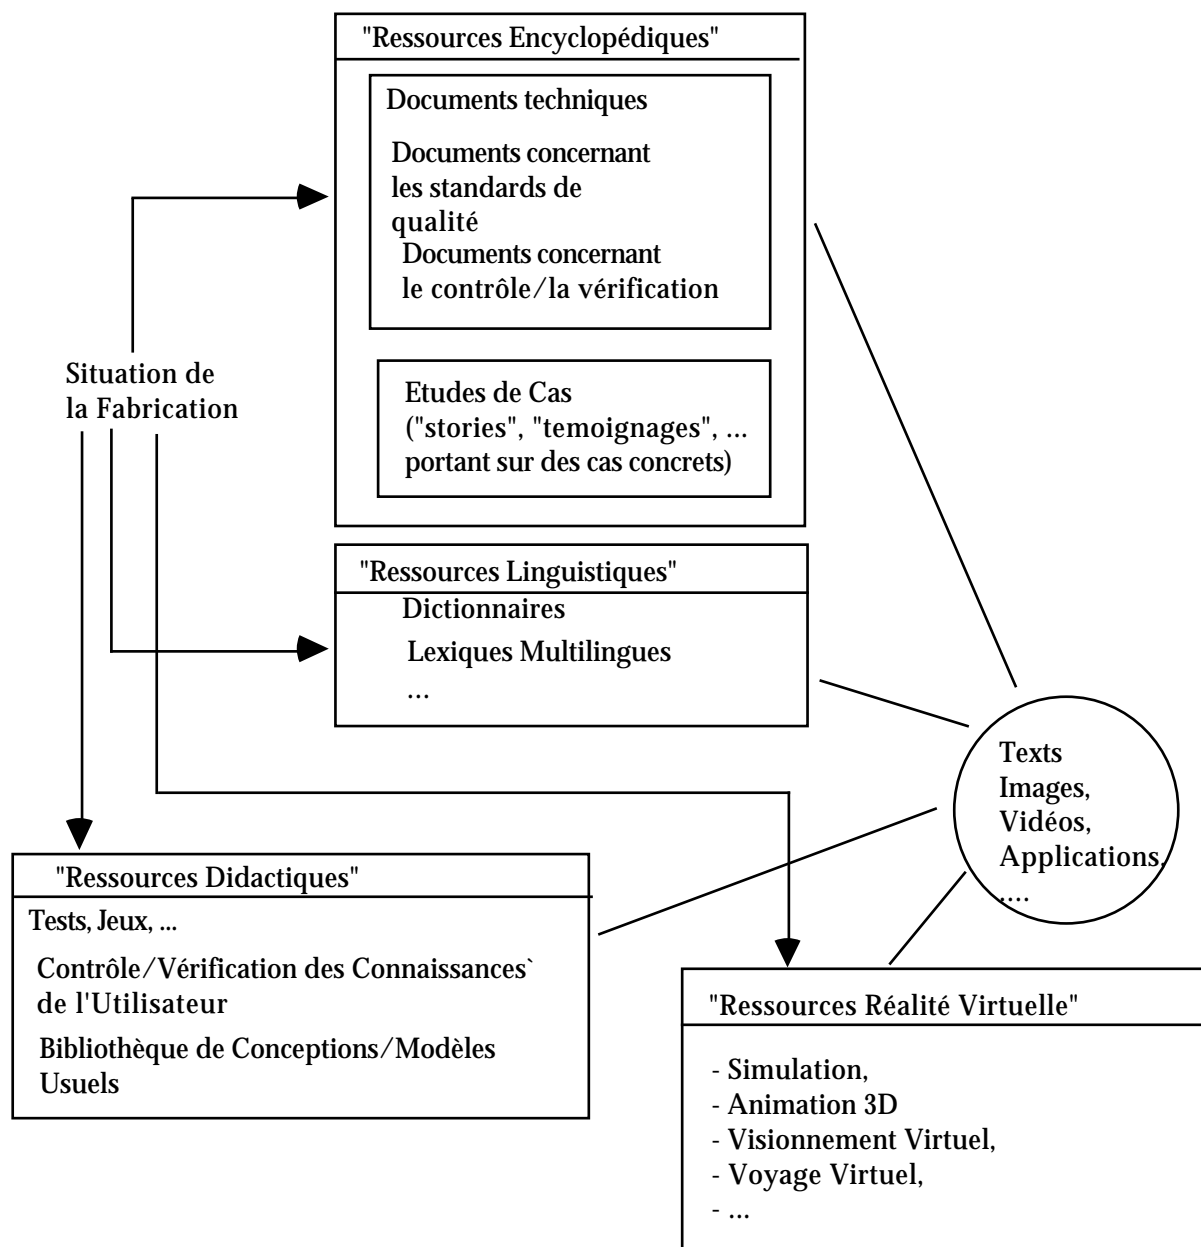 "Ressources Encyclopédiques"
Documents techniques
Documents concernant
les standards de
qualité
Documents concernant
le contrôle/la vérification
Situation de
la Fabrication
Etudes de Cas
("stories", "temoignages", ...
portant sur des cas concrets)
"Ressources Linguistiques"
Dictionnaires
Lexiques Multilingues
...
Texts
Images,
Vidéos,
Applications,
....
"Ressources Didactiques"
Tests, Jeux, ...
Contrôle/Vérification des Connaissances`
de l'Utilisateur
Bibliothèque de Conceptions/Modèles
Usuels
"Ressources Réalité Virtuelle"
- Simulation,
- Animation 3D
- Visionnement Virtuel,
- Voyage Virtuel,
- ...